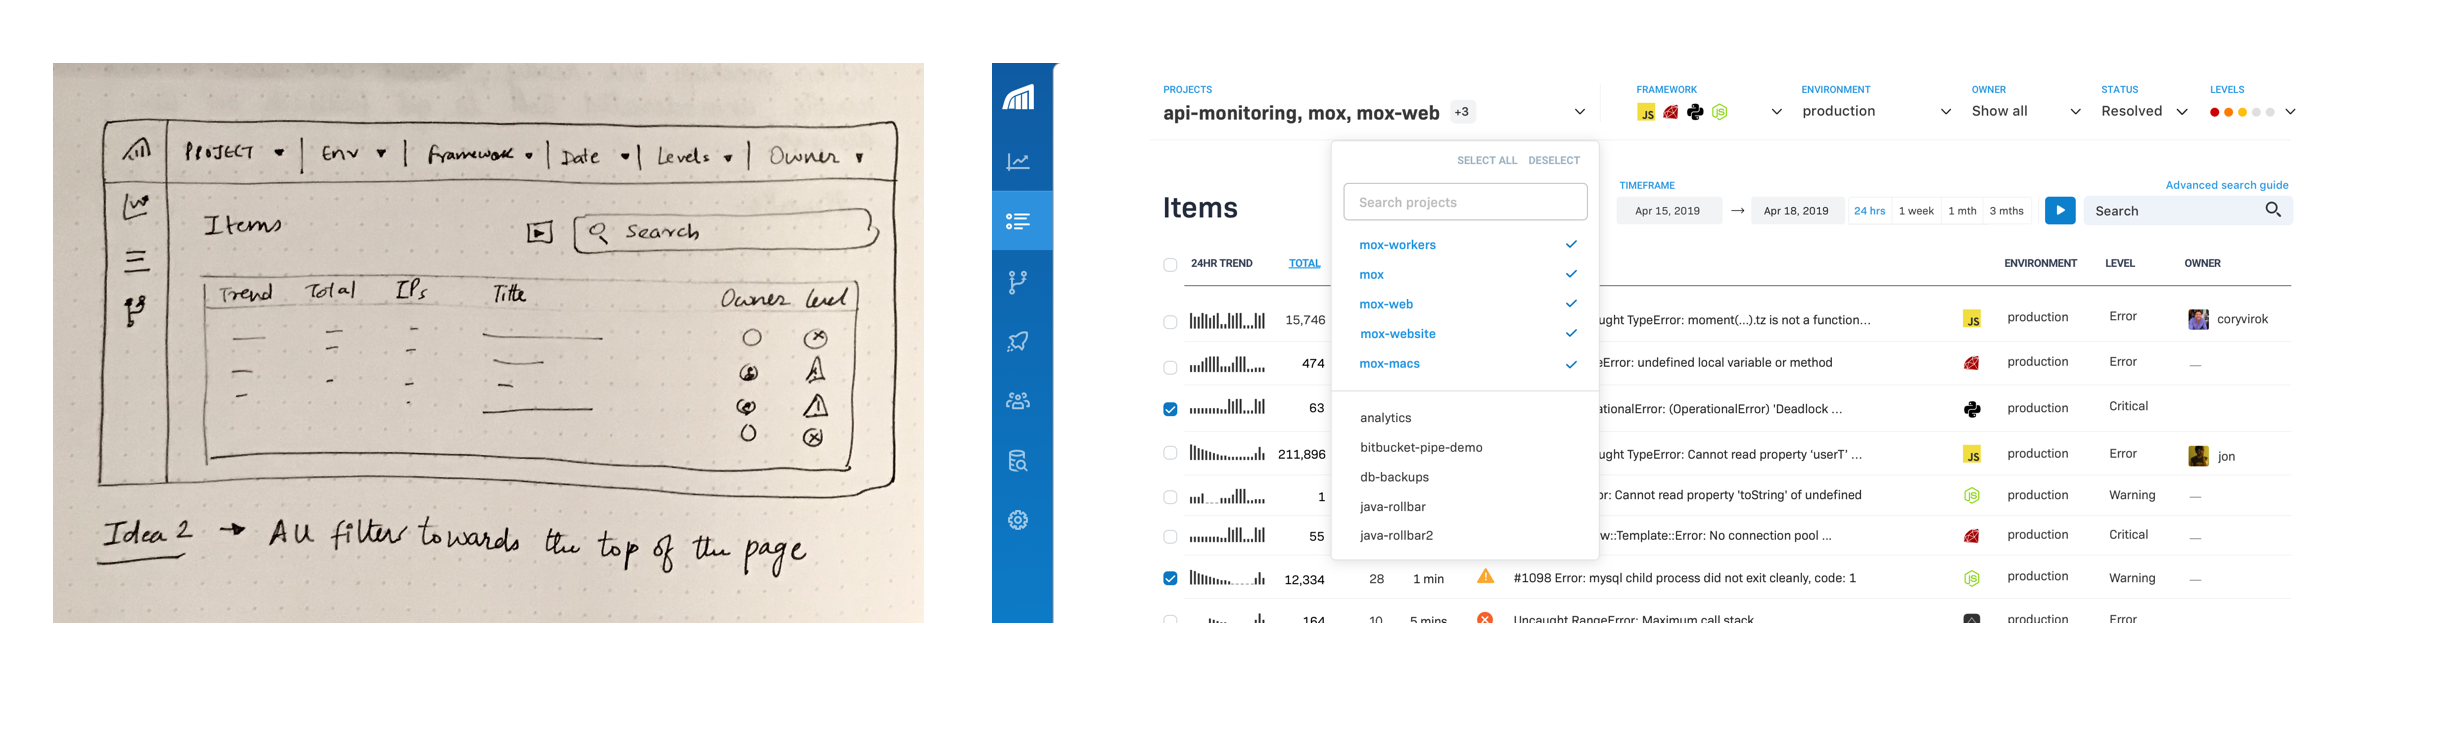 PROJECT ▾ | Env ▾ | Framework ▾ | Date ▾ | Levels ▾ | Owner ▾
Items
Search
Trend Total IPs Title Owner Level
Idea 2 → All filters towards the top of the page
PROJECTS
api-monitoring, mox, mox-web +3
FRAMEWORK
JS
ENVIRONMENT
production
OWNER
Show all
STATUS
Resolved
LEVELS
SELECT ALL DESELECT
Search projects
mox-workers
mox
mox-web
mox-website
mox-macs
analytics
bitbucket-pipe-demo
db-backups
java-rollbar
java-rollbar2
Items
TIMEFRAME
Apr 15, 2019 → Apr 18, 2019 24 hrs 1 week 1 mth 3 mths
Advanced search guide
Search
24HR TREND TOTAL ENVIRONMENT LEVEL OWNER
15,746 ught TypeError: moment(...).tz is not a function... JS production Error coryvirok
474 eError: undefined local variable or method production Error —
63 ationalError: (OperationalError) 'Deadlock ... production Critical
211,896 ught TypeError: Cannot read property 'userT' ... JS production Error jon
1 or: Cannot read property 'toString' of undefined production Warning —
55 w::Template::Error: No connection pool ... production Critical —
12,334 28 1 min #1098 Error: mysql child process did not exit cleanly, code: 1 production Warning —
164 10 5 mins Uncaught RangeError: Maximum call stack production Error